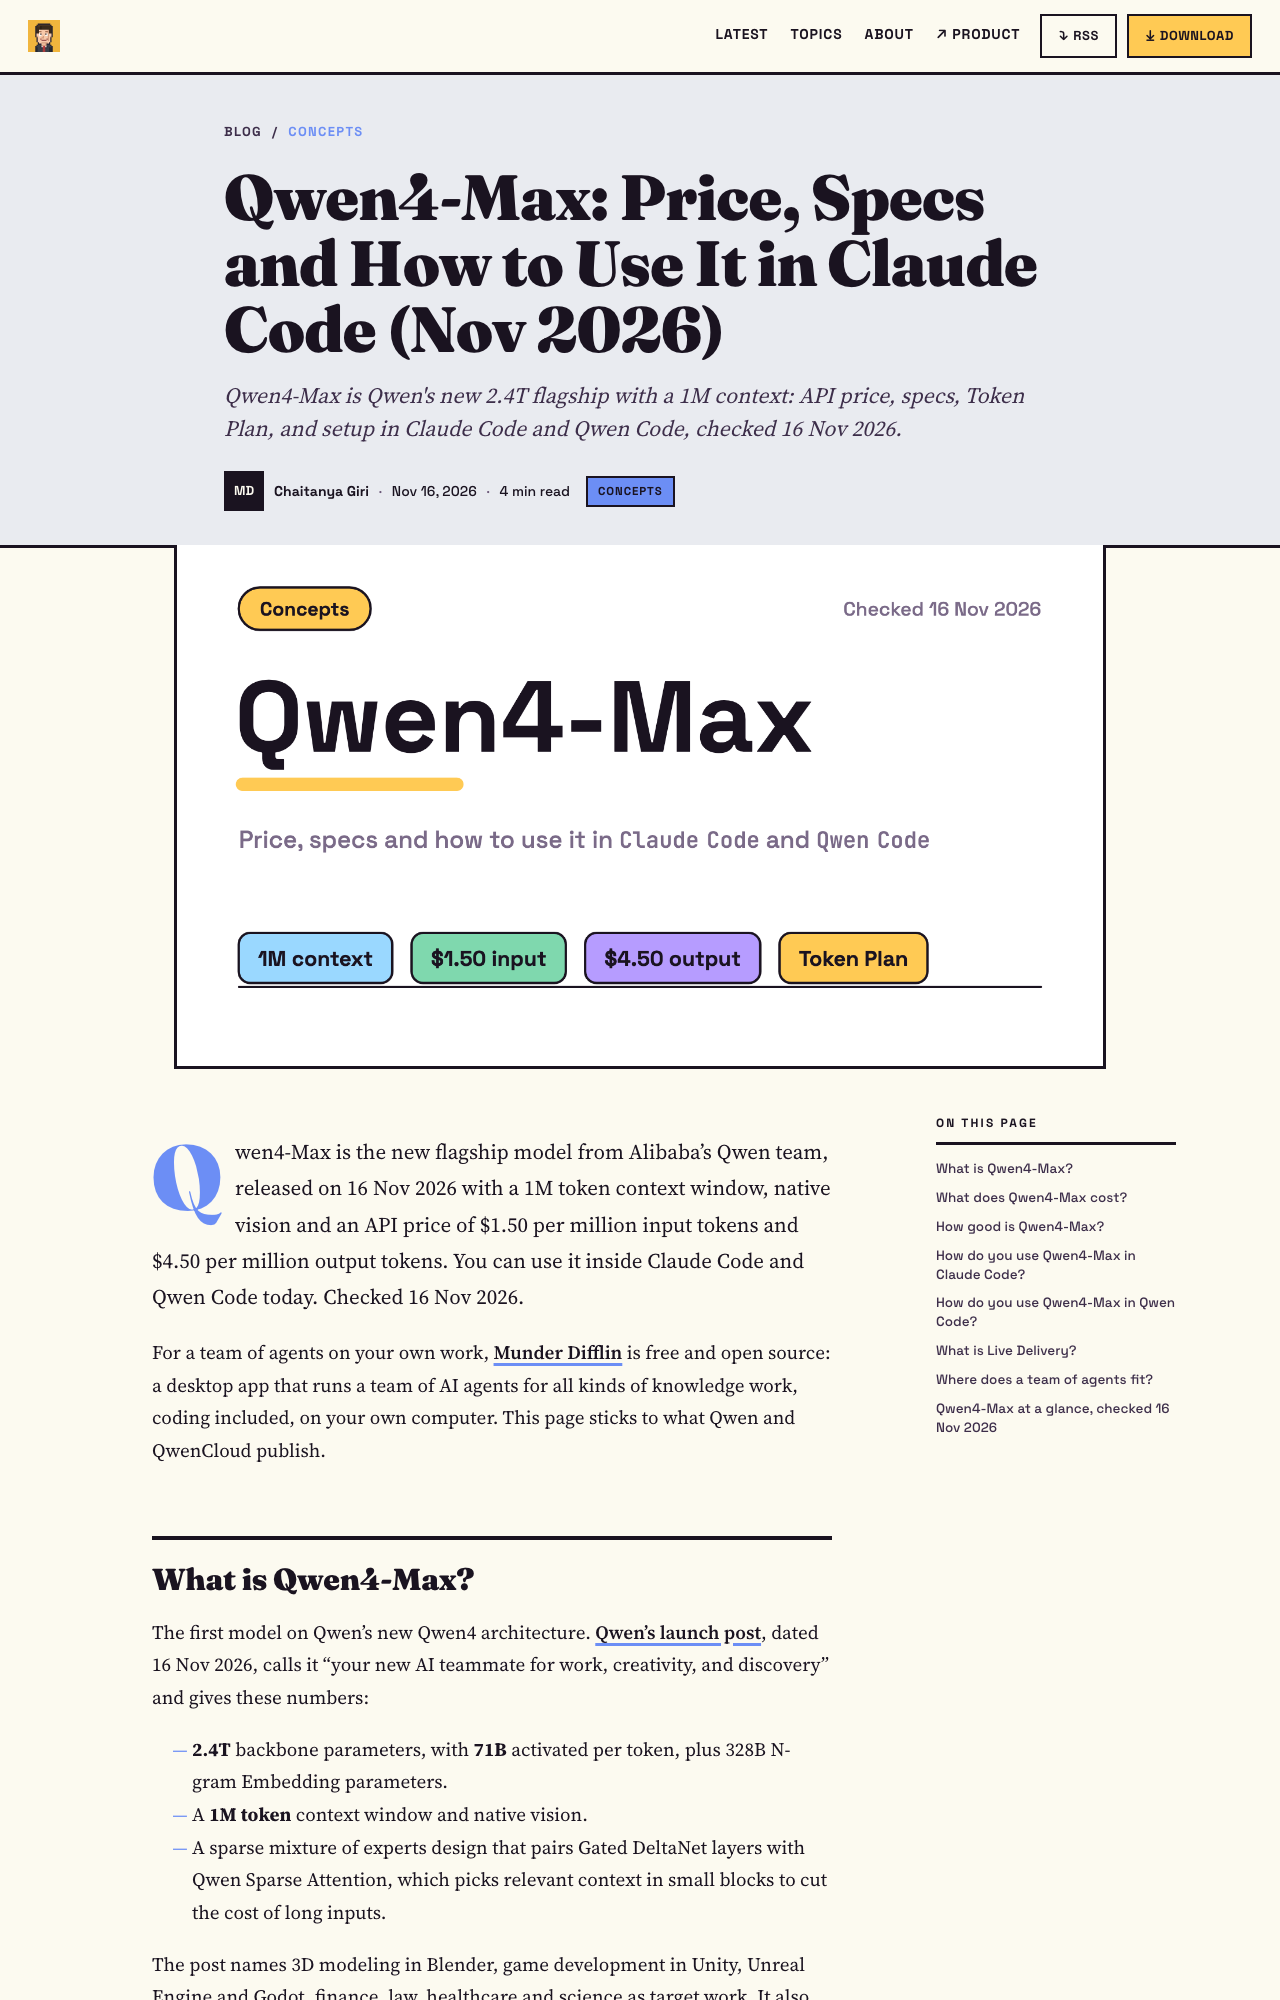 LATEST TOPICS ABOUT ↗ PRODUCT ⤵ RSS ⤓ DOWNLOAD
BLOG / CONCEPTS
Qwen4-Max: Price, Specs
and How to Use It in Claude
Code (Nov 2026)
Qwen4-Max is Qwen's new 2.4T flagship with a 1M context: API price, specs, Token
Plan, and setup in Claude Code and Qwen Code, checked 16 Nov 2026.
MD Chaitanya Giri · Nov 16, 2026 · 4 min read CONCEPTS
Concepts Checked 16 Nov 2026
Qwen4-Max
Price, specs and how to use it in Claude Code and Qwen Code
1M context $1.50 input $4.50 output Token Plan
Qwen4-Max is the new flagship model from Alibaba’s Qwen team,
released on 16 Nov 2026 with a 1M token context window, native
vision and an API price of $1.50 per million input tokens and
$4.50 per million output tokens. You can use it inside Claude Code and
Qwen Code today. Checked 16 Nov 2026.
For a team of agents on your own work, Munder Difflin is free and open source:
a desktop app that runs a team of AI agents for all kinds of knowledge work,
coding included, on your own computer. This page sticks to what Qwen and
QwenCloud publish.
ON THIS PAGE
What is Qwen4-Max?
What does Qwen4-Max cost?
How good is Qwen4-Max?
How do you use Qwen4-Max in
Claude Code?
How do you use Qwen4-Max in Qwen
Code?
What is Live Delivery?
Where does a team of agents fit?
Qwen4-Max at a glance, checked 16
Nov 2026
What is Qwen4-Max?
The first model on Qwen’s new Qwen4 architecture. Qwen’s launch post, dated
16 Nov 2026, calls it “your new AI teammate for work, creativity, and discovery”
and gives these numbers:
— 2.4T backbone parameters, with 71B activated per token, plus 328B N-
gram Embedding parameters.
— A 1M token context window and native vision.
— A sparse mixture of experts design that pairs Gated DeltaNet layers with
Qwen Sparse Attention, which picks relevant context in small blocks to cut
the cost of long inputs.
The post names 3D modeling in Blender, game development in Unity, Unreal
Engine and Godot, finance, law, healthcare and science as target work. It also